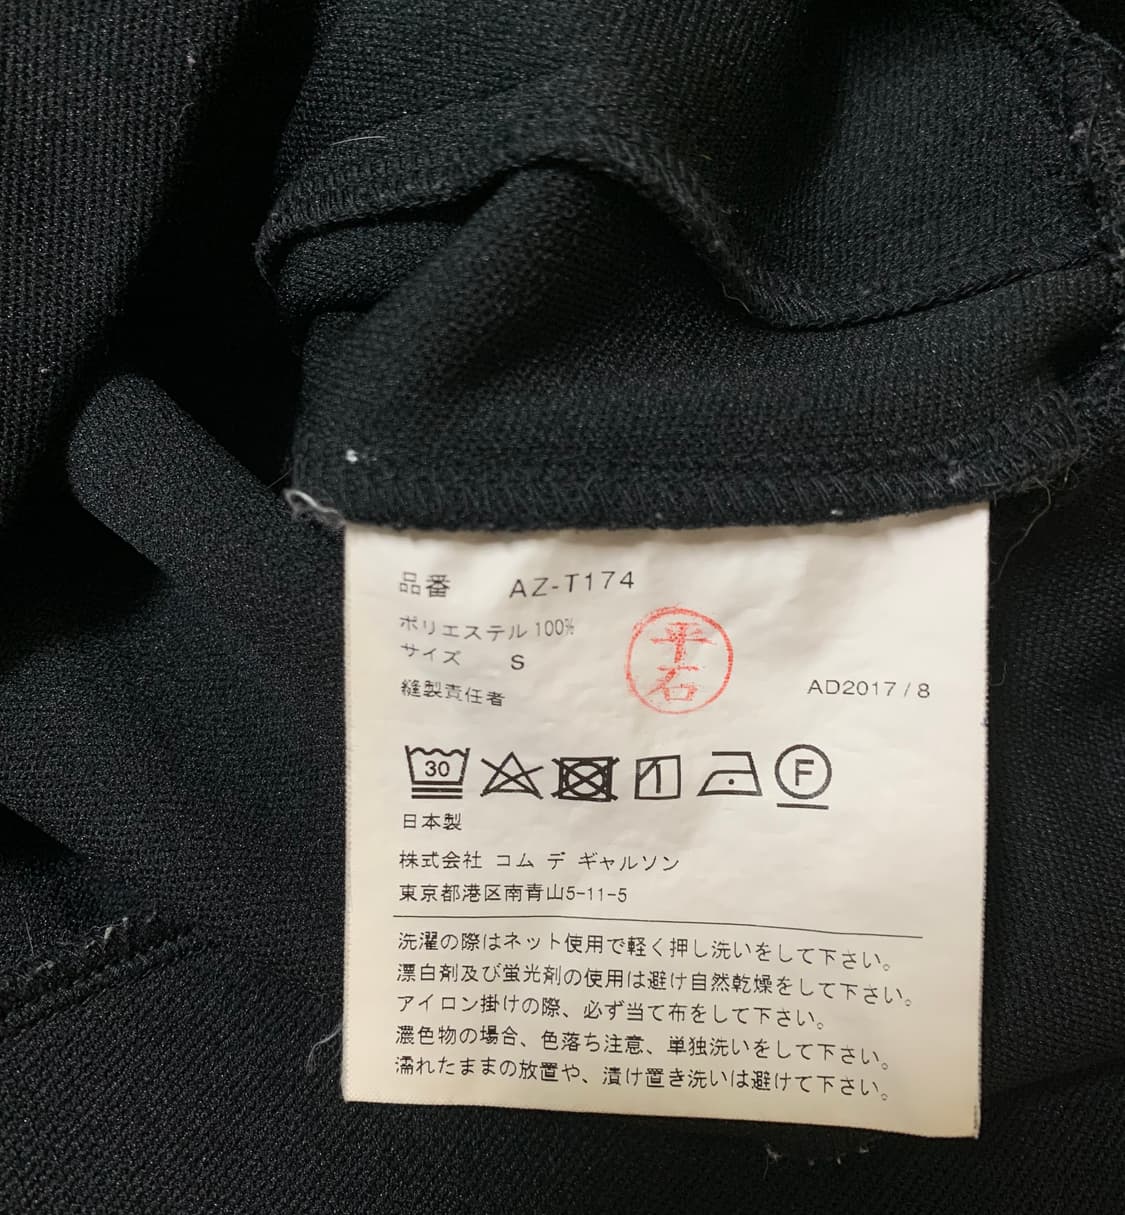 品番 AZ-T174
ポリエステル 100%
サイズ S
縫製責任者
平石
AD2017/8
30
F
日本製
株式会社 コム デ ギャルソン
東京都港区南青山5-11-5
洗濯の際はネット使用で軽く押し洗いをして下さい。
漂白剤及び蛍光剤の使用は避け自然乾燥をして下さい。
アイロン掛けの際、必ず当て布をして下さい。
濃色物の場合、色落ち注意、単独洗いをして下さい。
濡れたままの放置や、漬け置き洗いは避けて下さい。